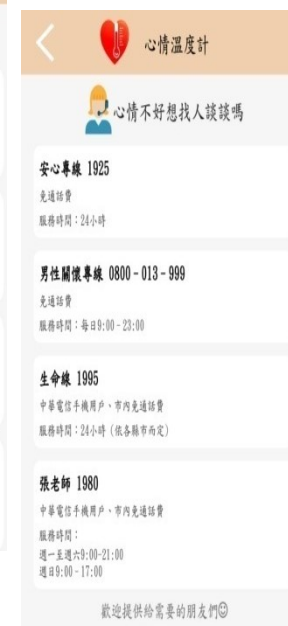 心情溫度計
心情不好想找人談談嗎
安心專線 1925
免通話費
服務時間：24小時
男性關懷專線 0800-013-999
免通話費
服務時間：每日9:00-23:00
生命線 1995
中華電信手機用戶、市內免通話費
服務時間：24小時 (依各縣市而定)
張老師 1980
中華電信手機用戶、市內免通話費
服務時間：
週一至週六9:00-21:00
週日9:00-17:00
歡迎提供給需要的朋友們☺